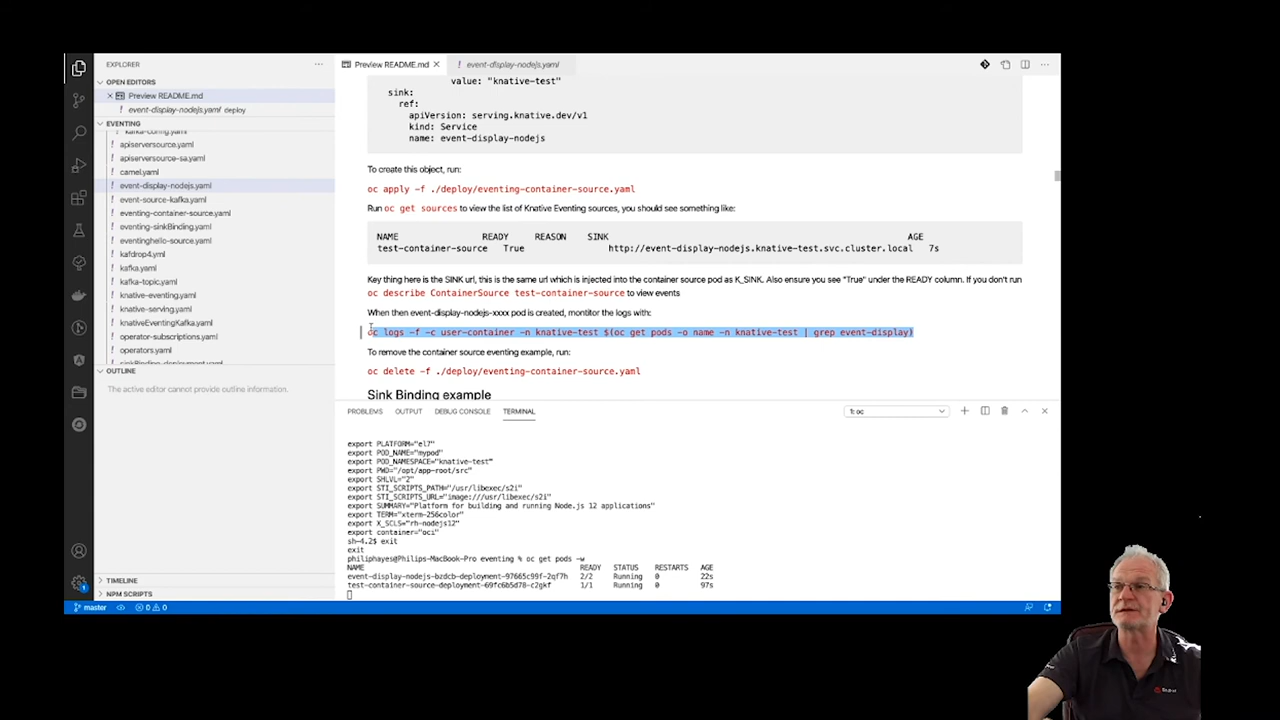 EXPLORER
OPEN EDITORS
Preview README.md
event-display-nodejs.yaml deploy
EVENTING
kafka-config.yaml
apiserversource.yaml
apiserversource-sa.yaml
camel.yaml
event-display-nodejs.yaml
event-source-kafka.yaml
eventing-container-source.yaml
eventing-sinkBinding.yaml
eventinghello-source.yaml
kafdrop4.yml
kafka.yaml
kafka-topic.yaml
knative-eventing.yaml
knative-serving.yaml
knativeEventingKafka.yaml
operator-subscriptions.yaml
operators.yaml
sinkBinding_deployment.yaml
OUTLINE
The active editor cannot provide outline information.
TIMELINE
NPM SCRIPTS
Preview README.md
event-display-nodejs.yaml
value: "knative-test"
sink:
ref:
apiVersion: serving.knative.dev/v1
kind: Service
name: event-display-nodejs
To create this object, run:
oc apply -f ./deploy/eventing-container-source.yaml
Run oc get sources to view the list of Knative Eventing sources, you should see something like:
NAME READY REASON SINK AGE
test-container-source True http://event-display-nodejs.knative-test.svc.cluster.local 7s
Key thing here is the SINK url, this is the same url which is injected into the container source pod as K_SINK. Also ensure you see "True" under the READY column. If you don't run
oc describe ContainerSource test-container-source to view events
When then event-display-nodejs-xxxx pod is created, montitor the logs with:
oc logs -f -c user-container -n knative-test $(oc get pods -o name -n knative-test | grep event-display)
To remove the container source eventing example, run:
oc delete -f ./deploy/eventing-container-source.yaml
Sink Binding example
PROBLEMS OUTPUT DEBUG CONSOLE TERMINAL
1: oc
export PLATFORM="el7"
export POD_NAME="mypod"
export POD_NAMESPACE="knative-test"
export PWD="/opt/app-root/src"
export SHLVL="2"
export STI_SCRIPTS_PATH="/usr/libexec/s2i"
export STI_SCRIPTS_URL="image:///usr/libexec/s2i"
export SUMMARY="Platform for building and running Node.js 12 applications"
export TERM="xterm-256color"
export X_SCLS="rh-nodejs12"
export container="oci"
sh-4.2$ exit
exit
philiphayes@Philips-MacBook-Pro eventing % oc get pods -w
NAME READY STATUS RESTARTS AGE
event-display-nodejs-bzdcb-deployment-97665c99f-2qf7h 2/2 Running 0 22s
test-container-source-deployment-69fc6b5d78-c2gkf 1/1 Running 0 97s
master
0 0